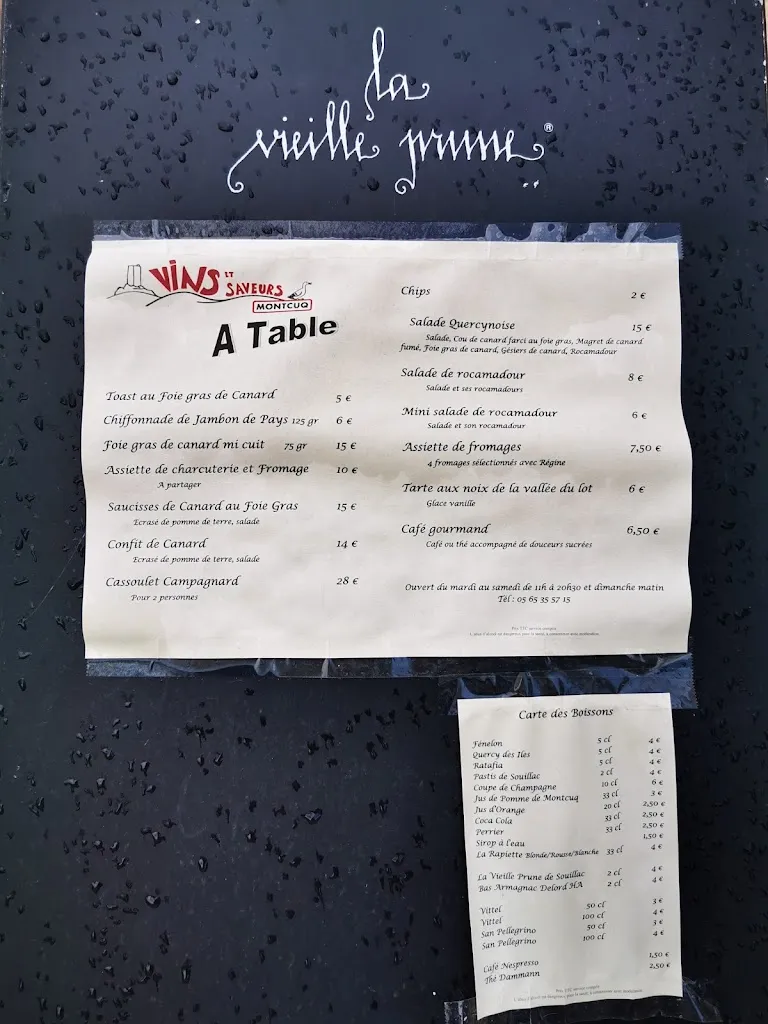 la
vieille prune ®
VINS ET SAVEURS
MONTCUQ
A Table
Toast au Foie gras de Canard 5 €
Chiffonnade de Jambon de Pays 125 gr 6 €
Foie gras de canard mi cuit 75 gr 15 €
Assiette de charcuterie et Fromage 10 €
A partager
Saucisses de Canard au Foie Gras 15 €
Ecrasé de pomme de terre, salade
Confit de Canard 14 €
Ecrasé de pomme de terre, salade
Cassoulet Campagnard 28 €
Pour 2 personnes
Chips 2 €
Salade Quercynoise 15 €
Salade, Cou de canard farci au foie gras, Magret de canard
fumé, Foie gras de canard, Gésiers de canard, Rocamadour
Salade de rocamadour 8 €
Salade et ses rocamadours
Mini salade de rocamadour 6 €
Salade et son rocamadour
Assiette de fromages 7,50 €
4 fromages sélectionnés avec Régine
Tarte aux noix de la vallée du lot 6 €
Glace vanille
Café gourmand 6,50 €
Café ou thé accompagné de douceurs sucrées
Ouvert du mardi au samedi de 11h à 20h30 et dimanche matin
Tél : 05 65 35 57 15
Carte des Boissons
Fénelon 5 cl 4 €
Quercy des Iles 5 cl 4 €
Ratafia 5 cl 4 €
Pastis de Souillac 2 cl 4 €
Coupe de Champagne 10 cl 6 €
Jus de Pomme de Montcuq 33 cl 3 €
Jus d'Orange 20 cl 2,50 €
Coca Cola 33 cl 2,50 €
Perrier 33 cl 2,50 €
Sirop à l'eau 1,50 €
La Rapiette Blonde/Rousse/Blanche 33 cl 4 €
La Vieille Prune de Souillac 2 cl 4 €
Bas Armagnac Delord HA 2 cl 4 €
Vittel 50 cl 3 €
Vittel 100 cl 4 €
San Pellegrino 50 cl 3 €
San Pellegrino 100 cl 4 €
Café Nespresso 1,50 €
Thé Dammann 2,50 €